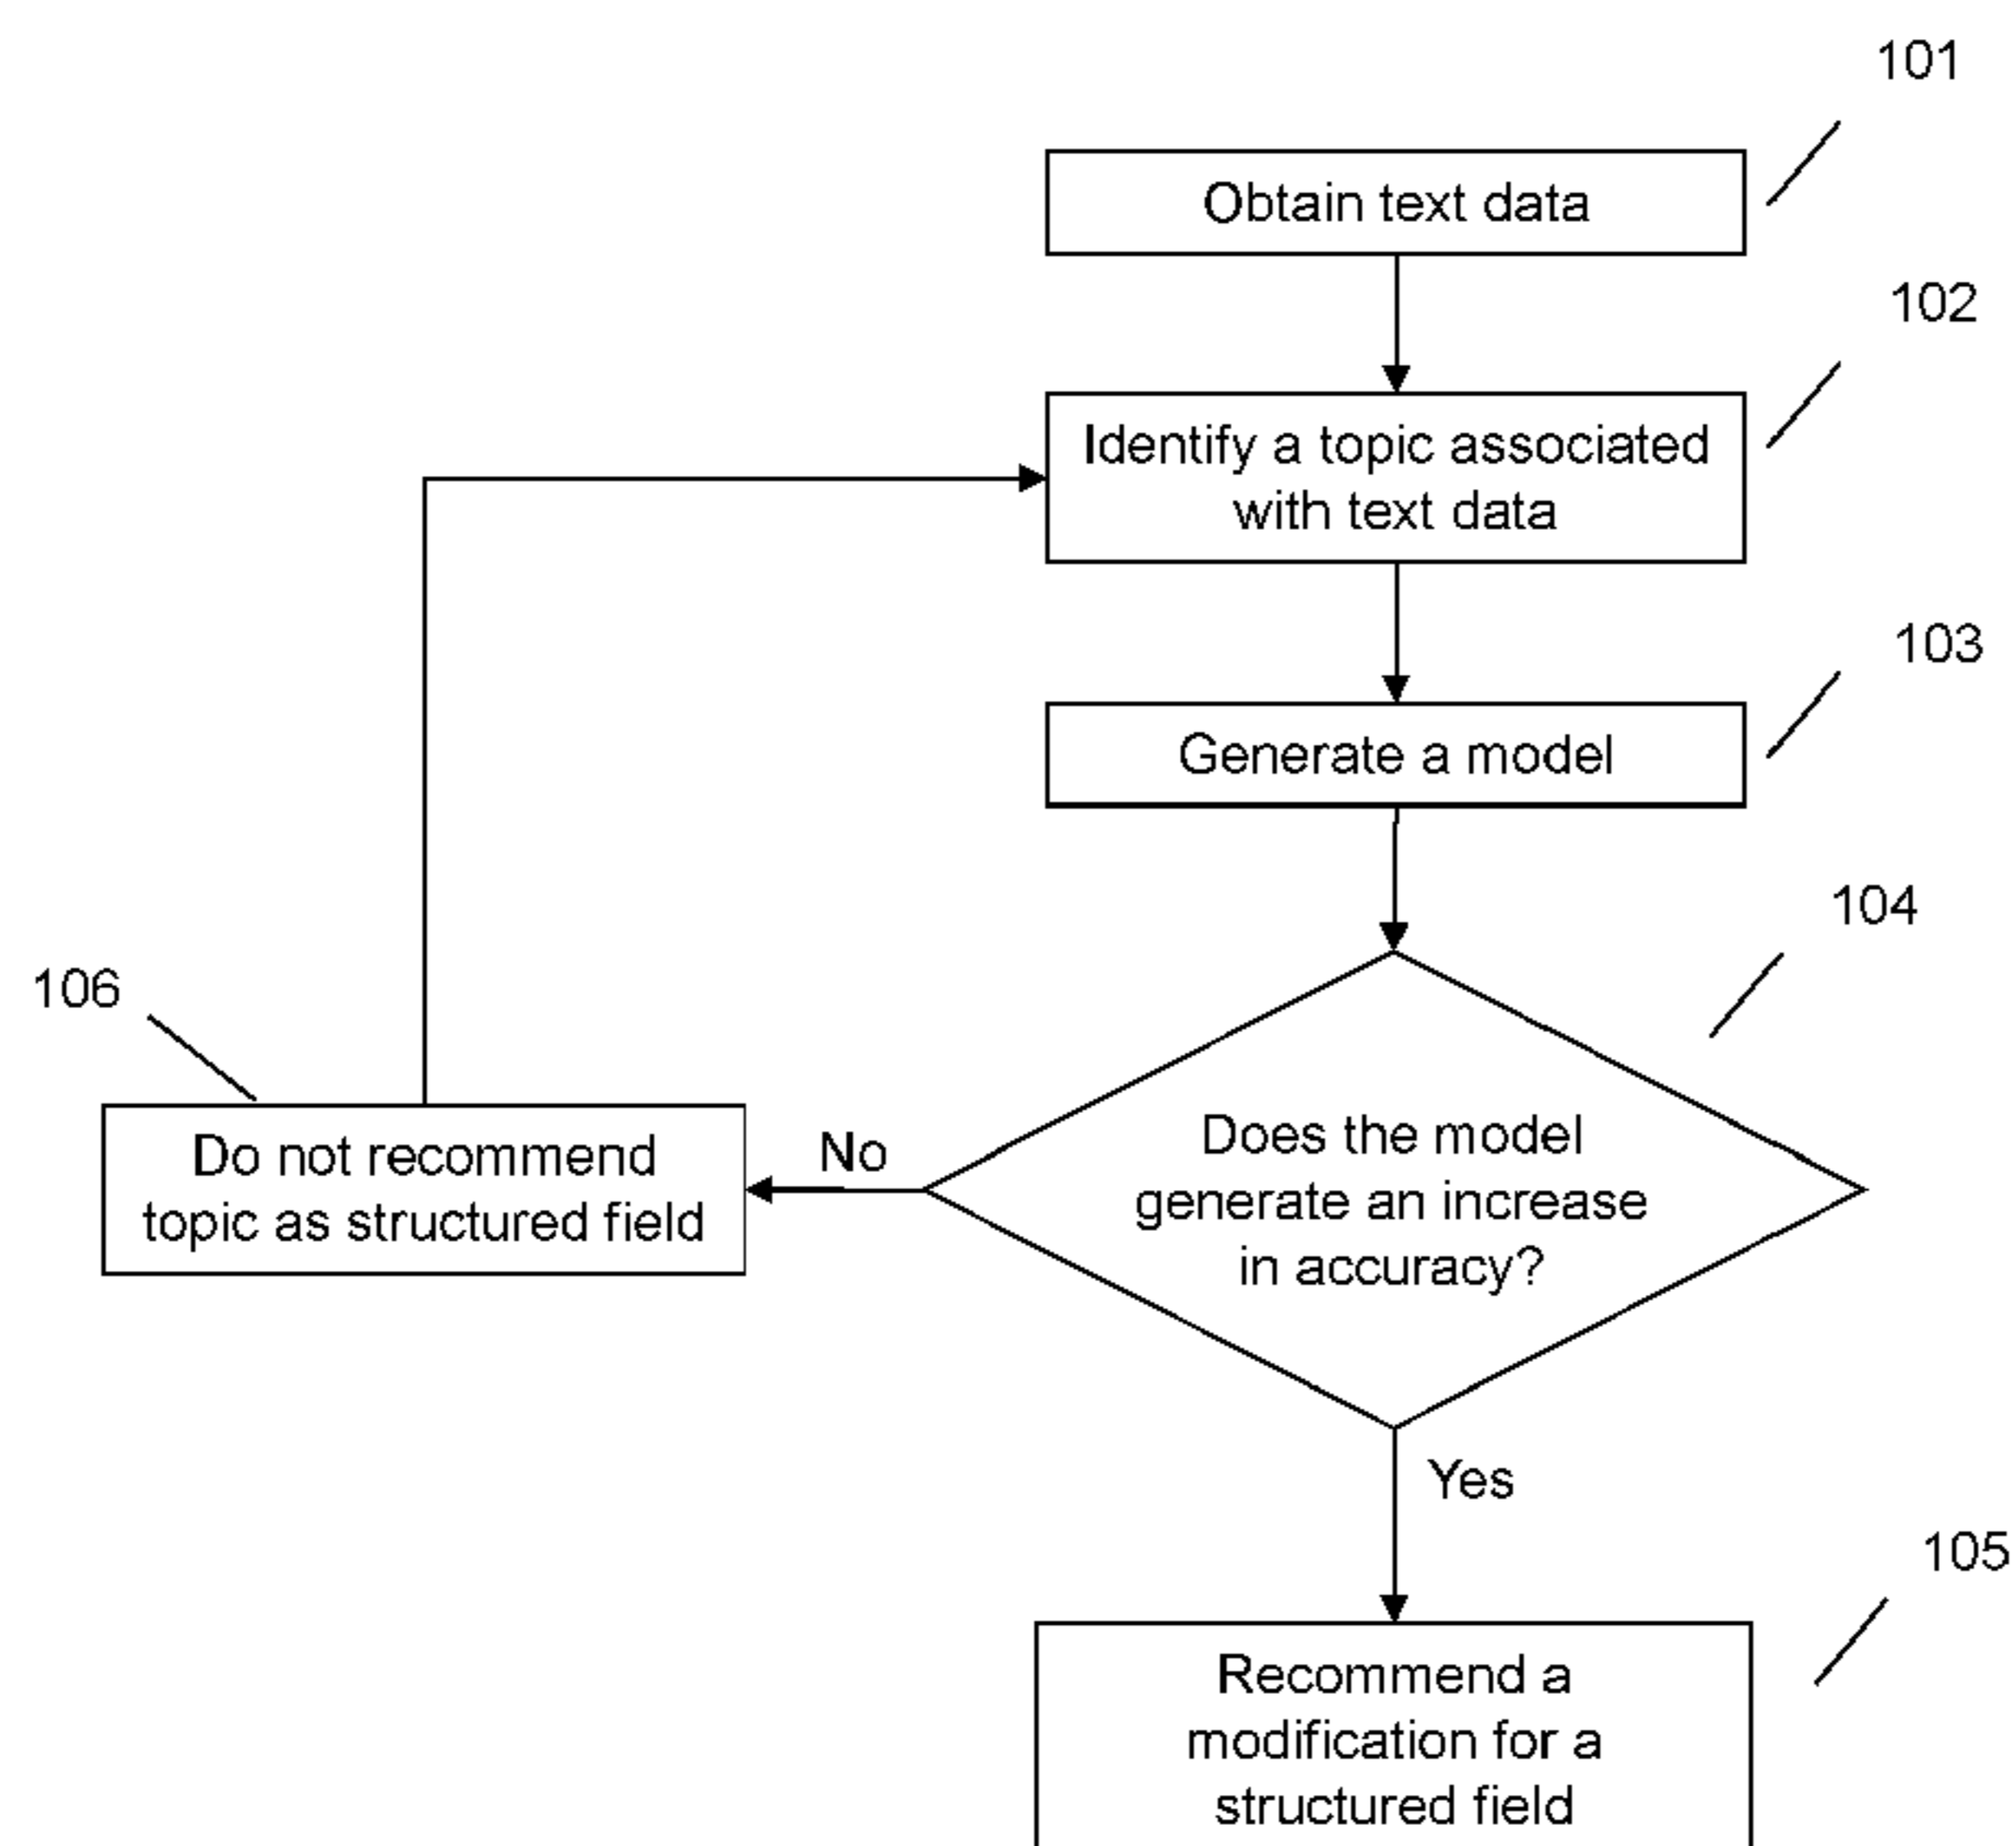 101
Obtain text data
102
Identify a topic associated
with text data
103
Generate a model
104
106
Do not recommend
topic as structured field
No
Does the model
generate an increase
in accuracy?
Yes
105
Recommend a
modification for a
structured field